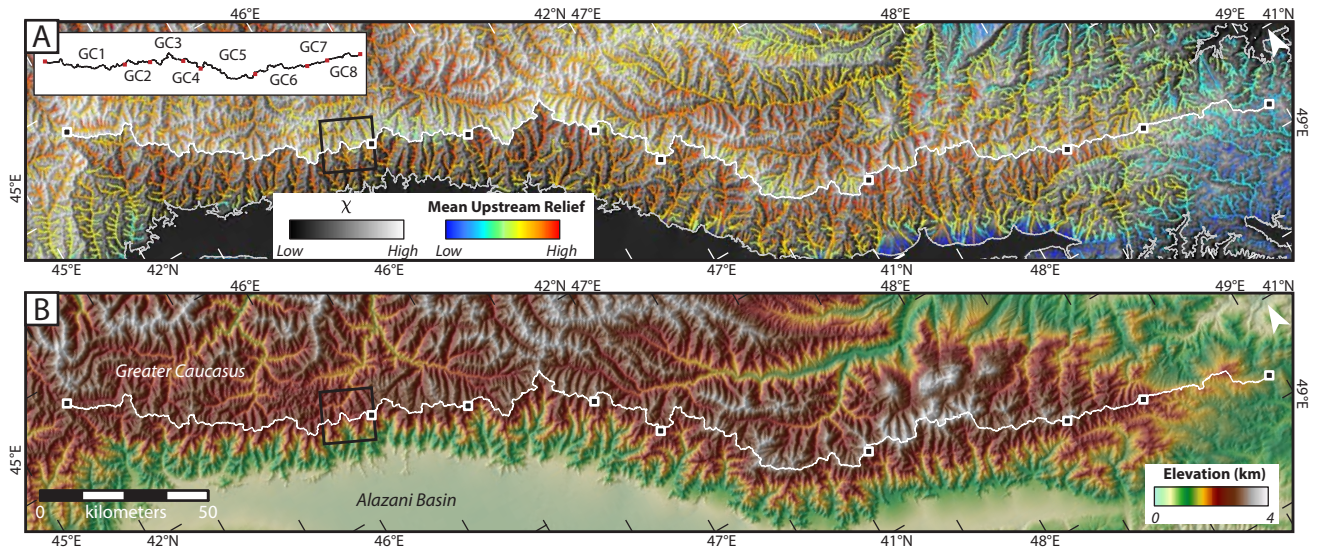 46°E 42°N 47°E 48°E 49°E 41°N
A
GC1 GC2 GC3 GC4 GC5 GC6 GC7 GC8
45°E
49°E
χ
Low High
Mean Upstream Relief
Low High
45°E 42°N 46°E 47°E 41°N 48°E
46°E 42°N 47°E 48°E 49°E 41°N
B
Greater Caucasus
49°E
45°E
Elevation (km)
0 4
Alazani Basin
0 kilometers 50
45°E 42°N 46°E 47°E 41°N 48°E